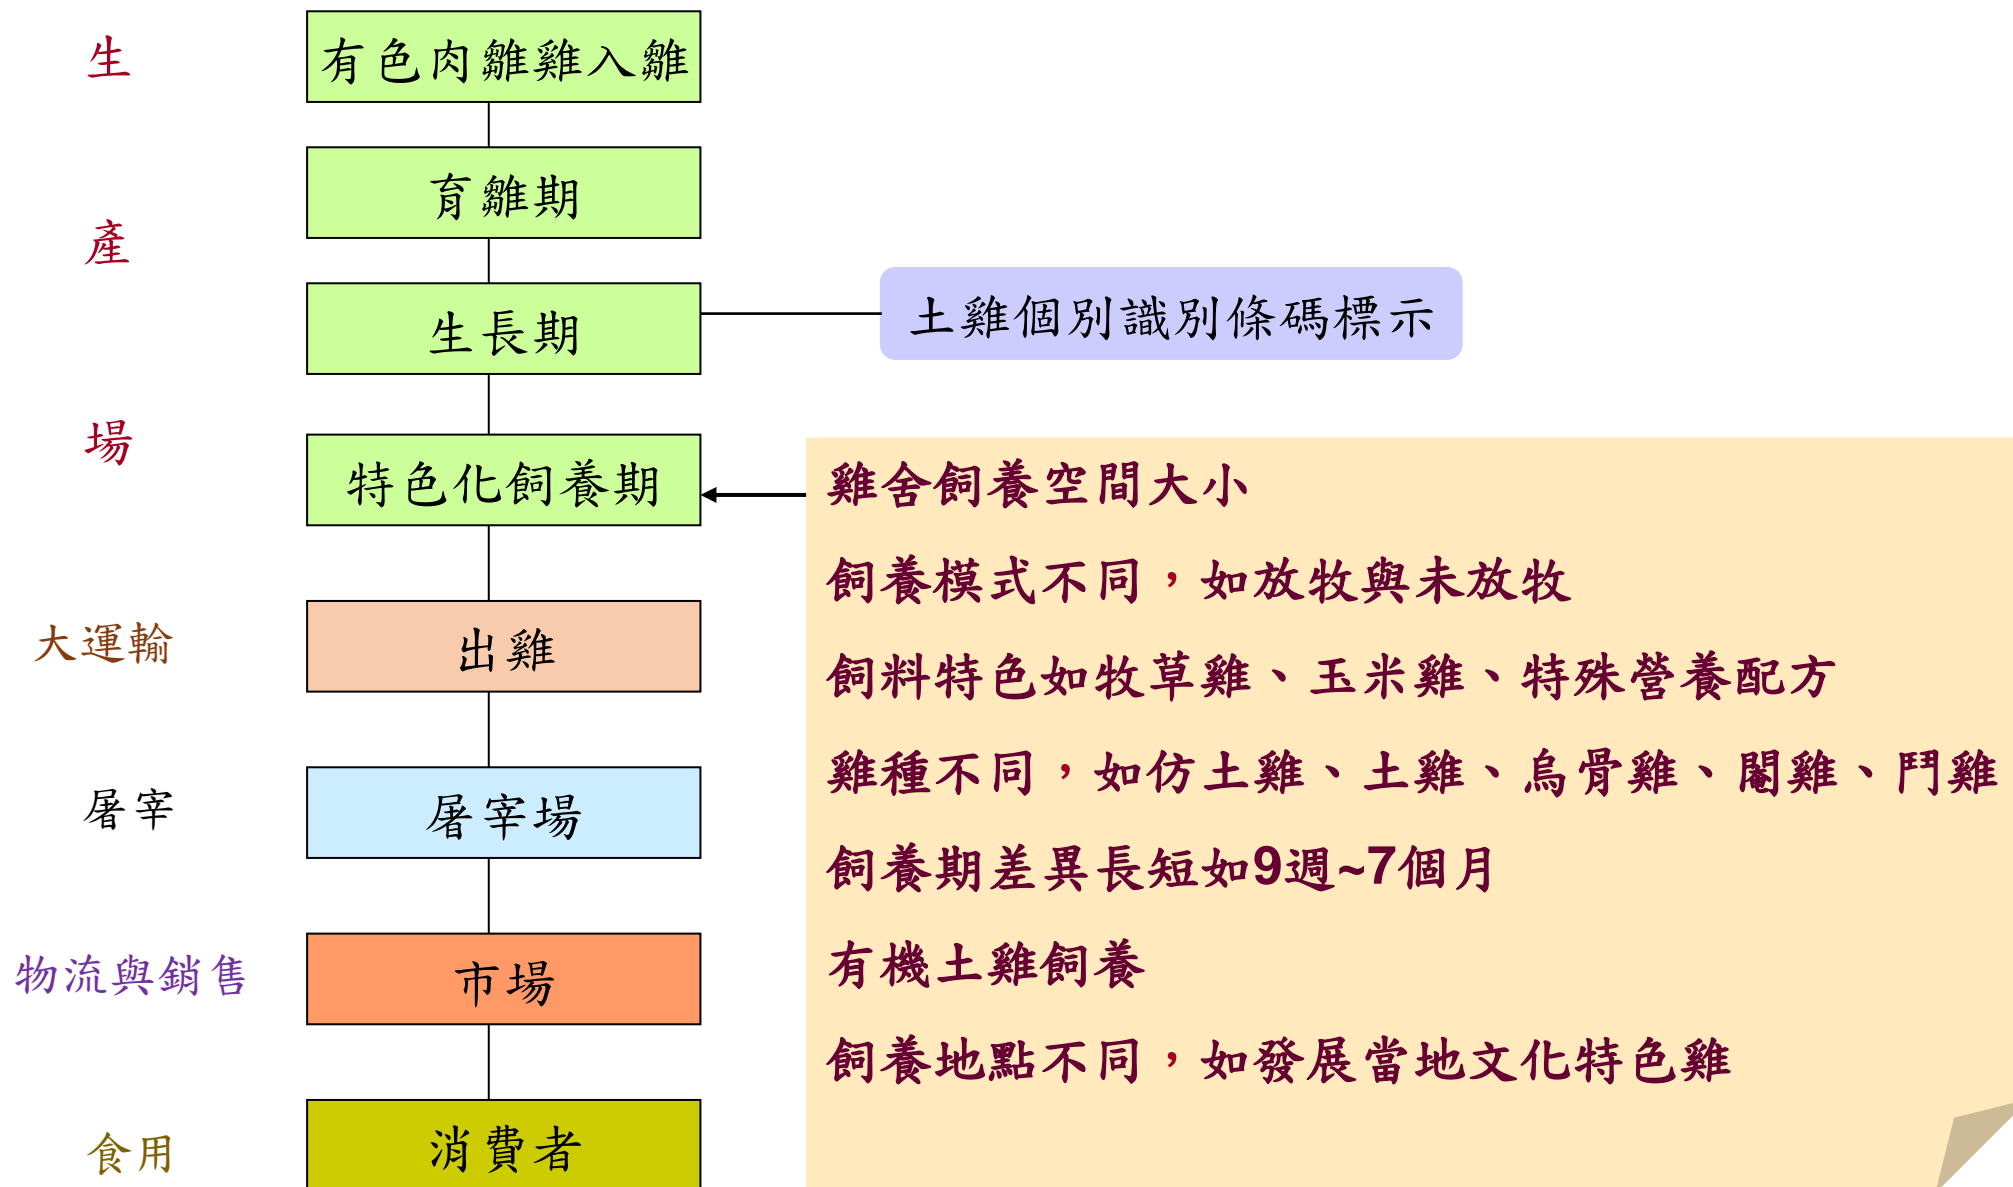 生
有色肉雛雞入雛
育雛期
產
生長期
土雞個別識別條碼標示
場
特色化飼養期
雞舍飼養空間大小
飼養模式不同，如放牧與未放牧
大運輸
出雞
飼料特色如牧草雞、玉米雞、特殊營養配方
雞種不同，如仿土雞、土雞、烏骨雞、閹雞、鬥雞
屠宰
屠宰場
飼養期差異長短如9週~7個月
物流與銷售
市場
有機土雞飼養
飼養地點不同，如發展當地文化特色雞
食用
消費者